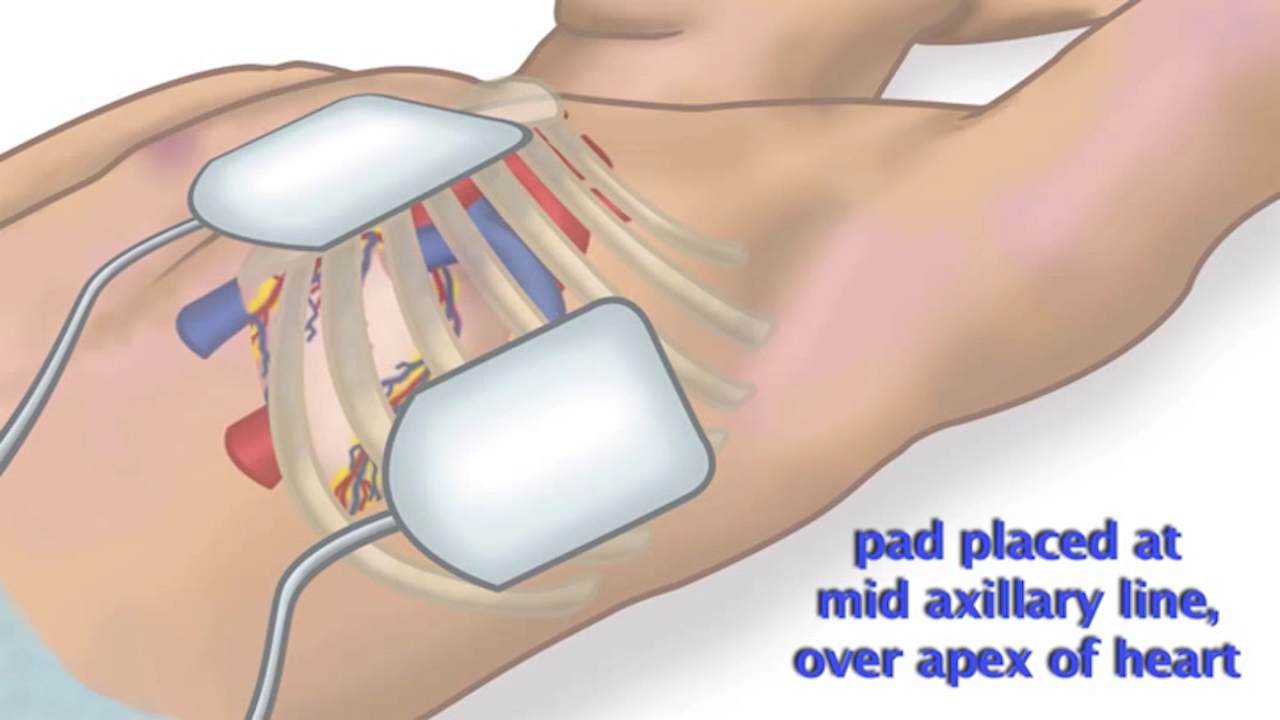 pad placed at
mid axillary line,
over apex of heart